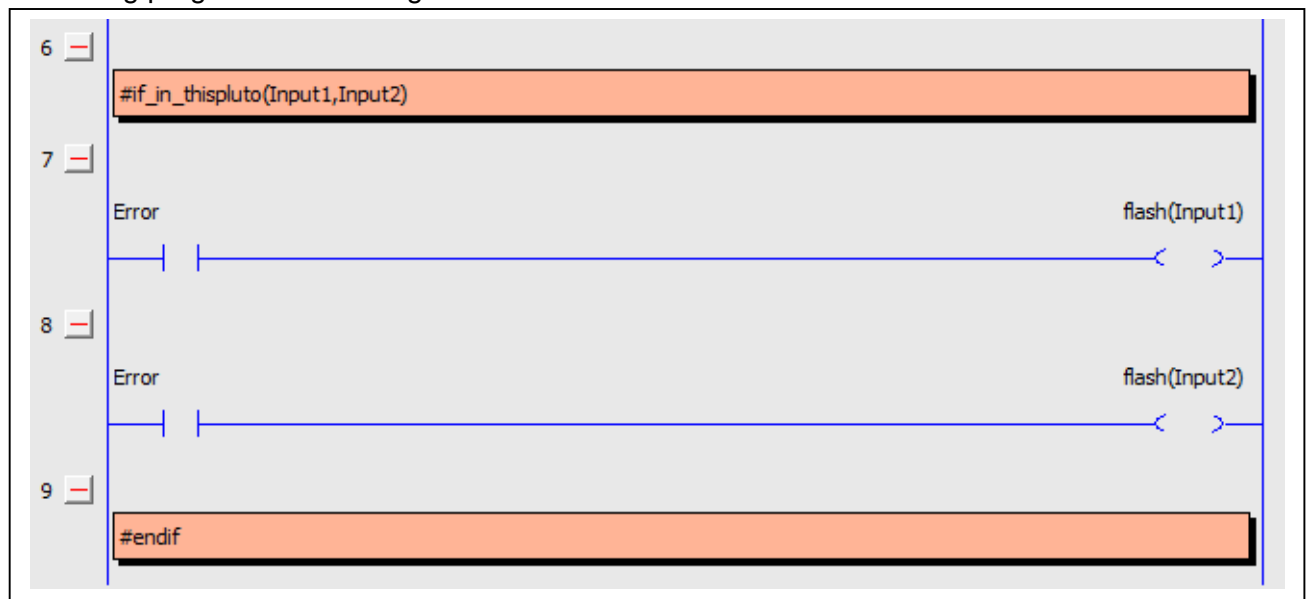 6
#if_in_thispluto(Input1,Input2)
7
Error flash(Input1)
8
Error flash(Input2)
9
#endif